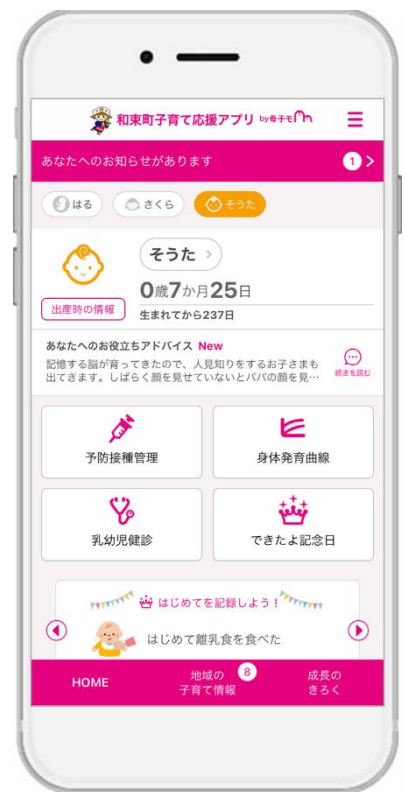 和束町子育て応援アプリ by母子モ
あなたへのお知らせがあります 1
はる さくら そうた
そうた
0歳7か月25日
出産時の情報
生まれてから237日
あなたへのお役立ちアドバイス New
記憶する脳が育ってきたので、人見知りをするお子さまも
出てきます。しばらく顔を見せていないとパパの顔を見…
続きを読む
予防接種管理
身体発育曲線
乳幼児健診
できたよ記念日
はじめてを記録しよう!
はじめて離乳食を食べた
HOME
地域の
子育て情報
8
成長の
きろく